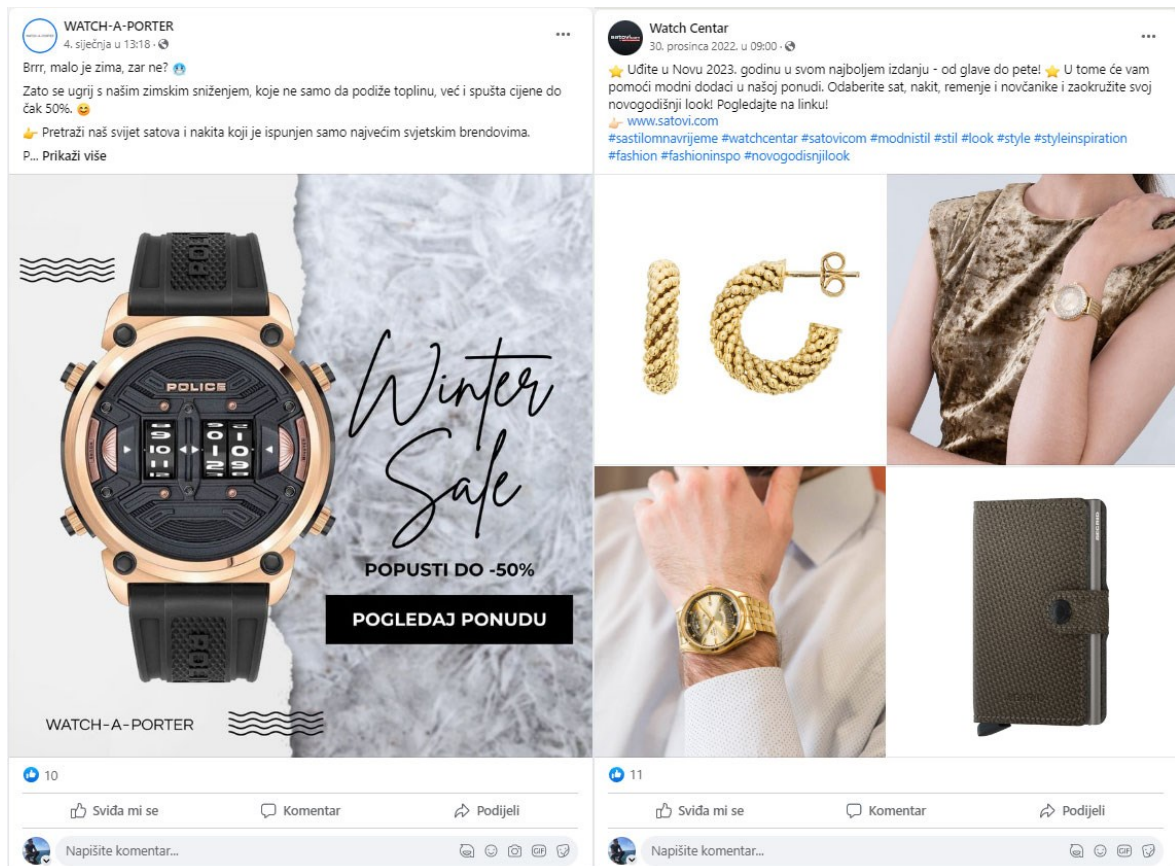 WATCH-A-PORTER
4. siječnja u 13:18 ·
Brrr, malo je zima, zar ne? 🥶
Zato se ugrij s našim zimskim sniženjem, koje ne samo da podiže toplinu, već i spušta cijene do
čak 50%. 😊
👉 Pretraži naš svijet satova i nakita koji je ispunjen samo najvećim svjetskim brendovima.
P... Prikaži više
POLICE
Winter
Sale
POPUSTI DO -50%
POGLEDAJ PONUDU
WATCH-A-PORTER
10
Sviđa mi se
Komentar
Podijeli
Napišite komentar...
GIF
Watch Centar
30. prosinca 2022. u 09:00 ·
⭐ Uđite u Novu 2023. godinu u svom najboljem izdanju - od glave do pete! ⭐ U tome će vam
pomoći modni dodaci u našoj ponudi. Odaberite sat, nakit, remenje i novčanike i zaokružite svoj
novogodišnji look! Pogledajte na linku!
👉🏻 www.satovi.com
#sastilomnavrijeme #watchcentar #satovicom #modnistil #stil #look #style #styleinspiration
#fashion #fashioninspo #novogodisnjilook
11
Sviđa mi se
Komentar
Podijeli
Napišite komentar...
GIF